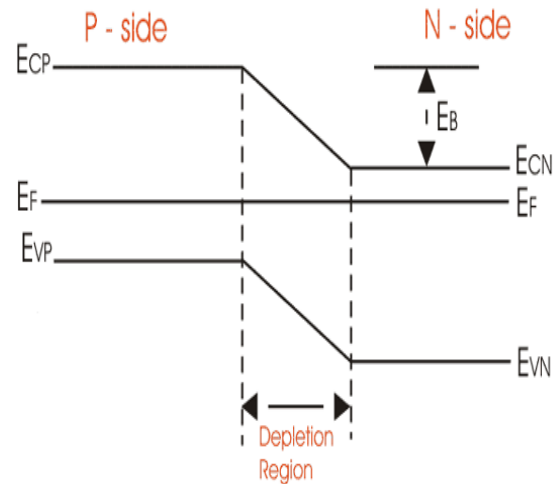 P - side
N - side
ECP
EB
ECN
EF
EF
EVP
EVN
Depletion
Region